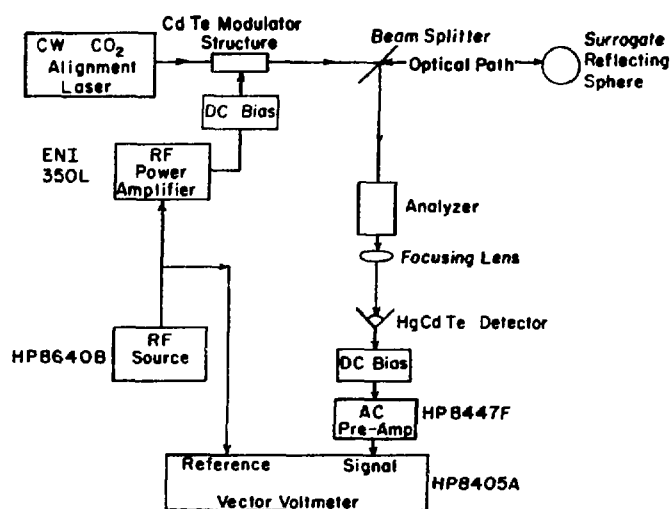 Cd Te Modulator
Structure
CW CO2
Alignment
Laser
Beam Splitter
Optical Path
Surrogate
Reflecting
Sphere
DC Bias
ENI
350L
RF
Power
Amplifier
Analyzer
Focusing Lens
HgCdTe Detector
HP8640B
RF
Source
DC Bias
AC
Pre-Amp
HP8447F
Reference
Signal
HP8405A
Vector Voltmeter